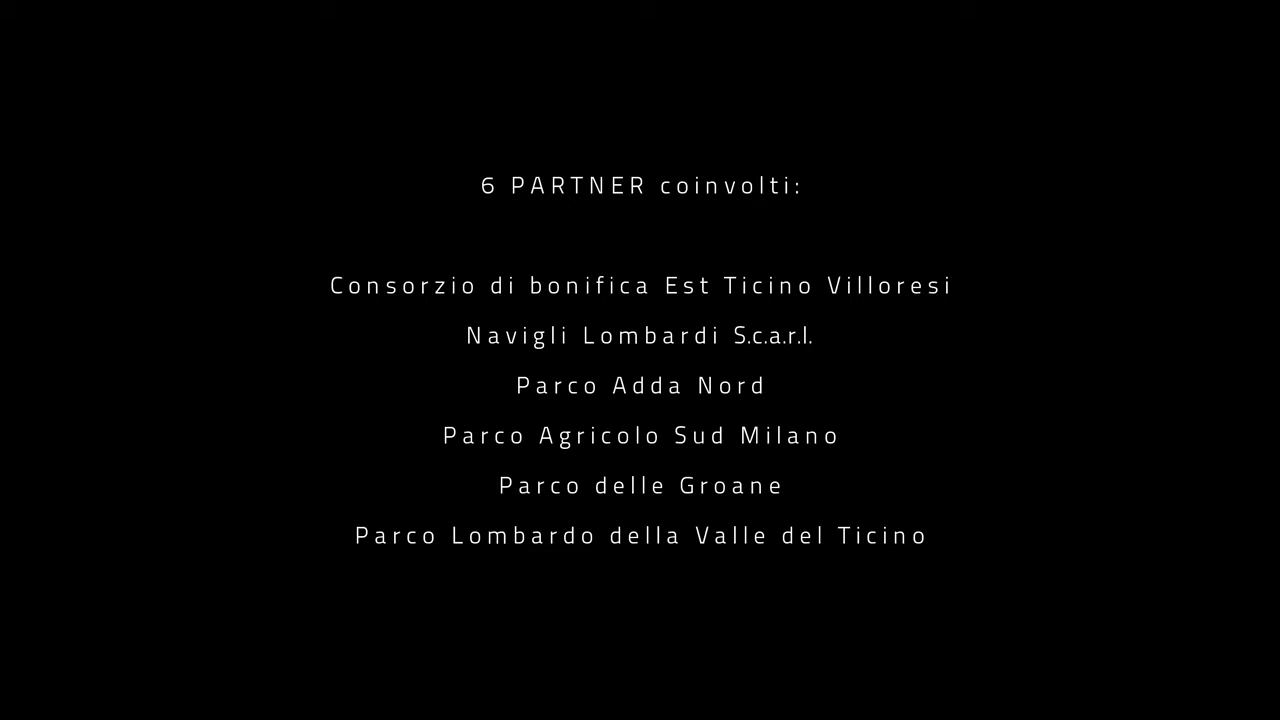 6 PARTNER coinvolti:
Consorzio di bonifica Est Ticino Villoresi
Navigli Lombardi S.c.a.r.l.
Parco Adda Nord
Parco Agricolo Sud Milano
Parco delle Groane
Parco Lombardo della Valle del Ticino